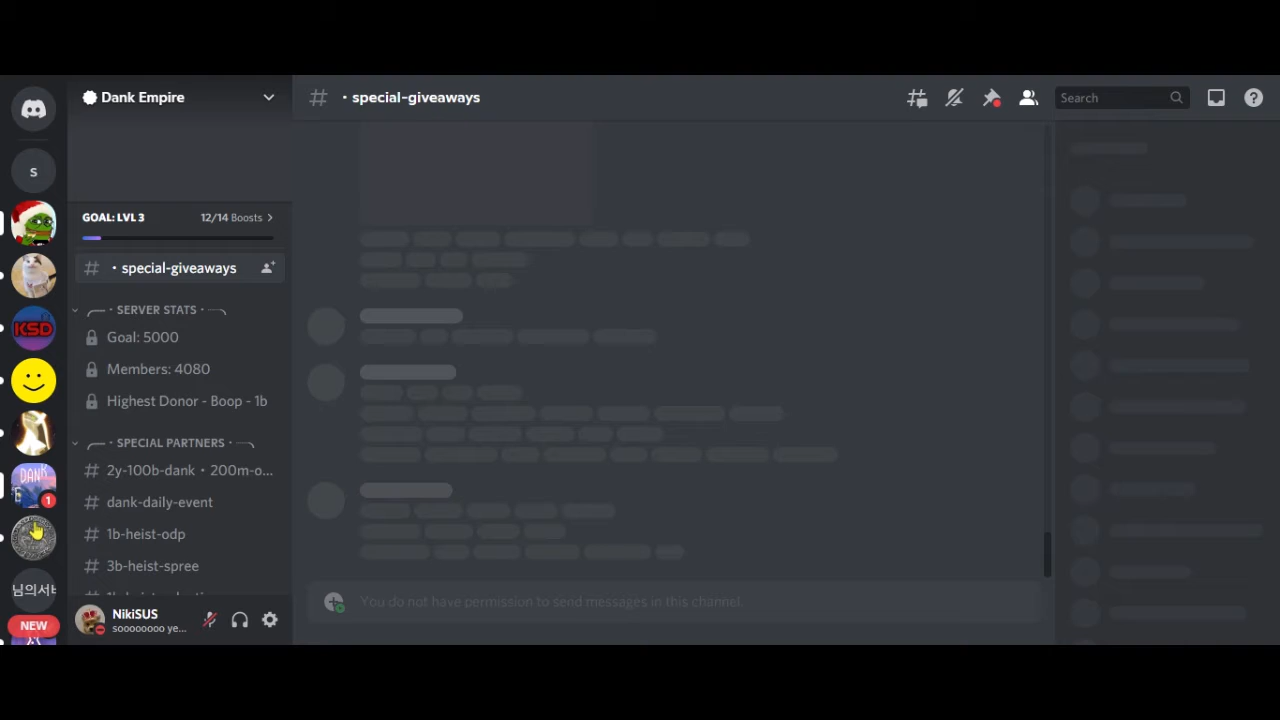 Dank Empire
• special-giveaways
Search
S
GOAL: LVL 3
12/14 Boosts
• special-giveaways
• SERVER STATS •
Goal: 5000
Members: 4080
Highest Donor - Boop - 1b
KSD
• SPECIAL PARTNERS •
2y-100b-dank • 200m-o...
DANK
1
dank-daily-event
1b-heist-odp
3b-heist-spree
님의서버
You do not have permission to send messages in this channel.
NEW
NikiSUS
soooooooo ye...